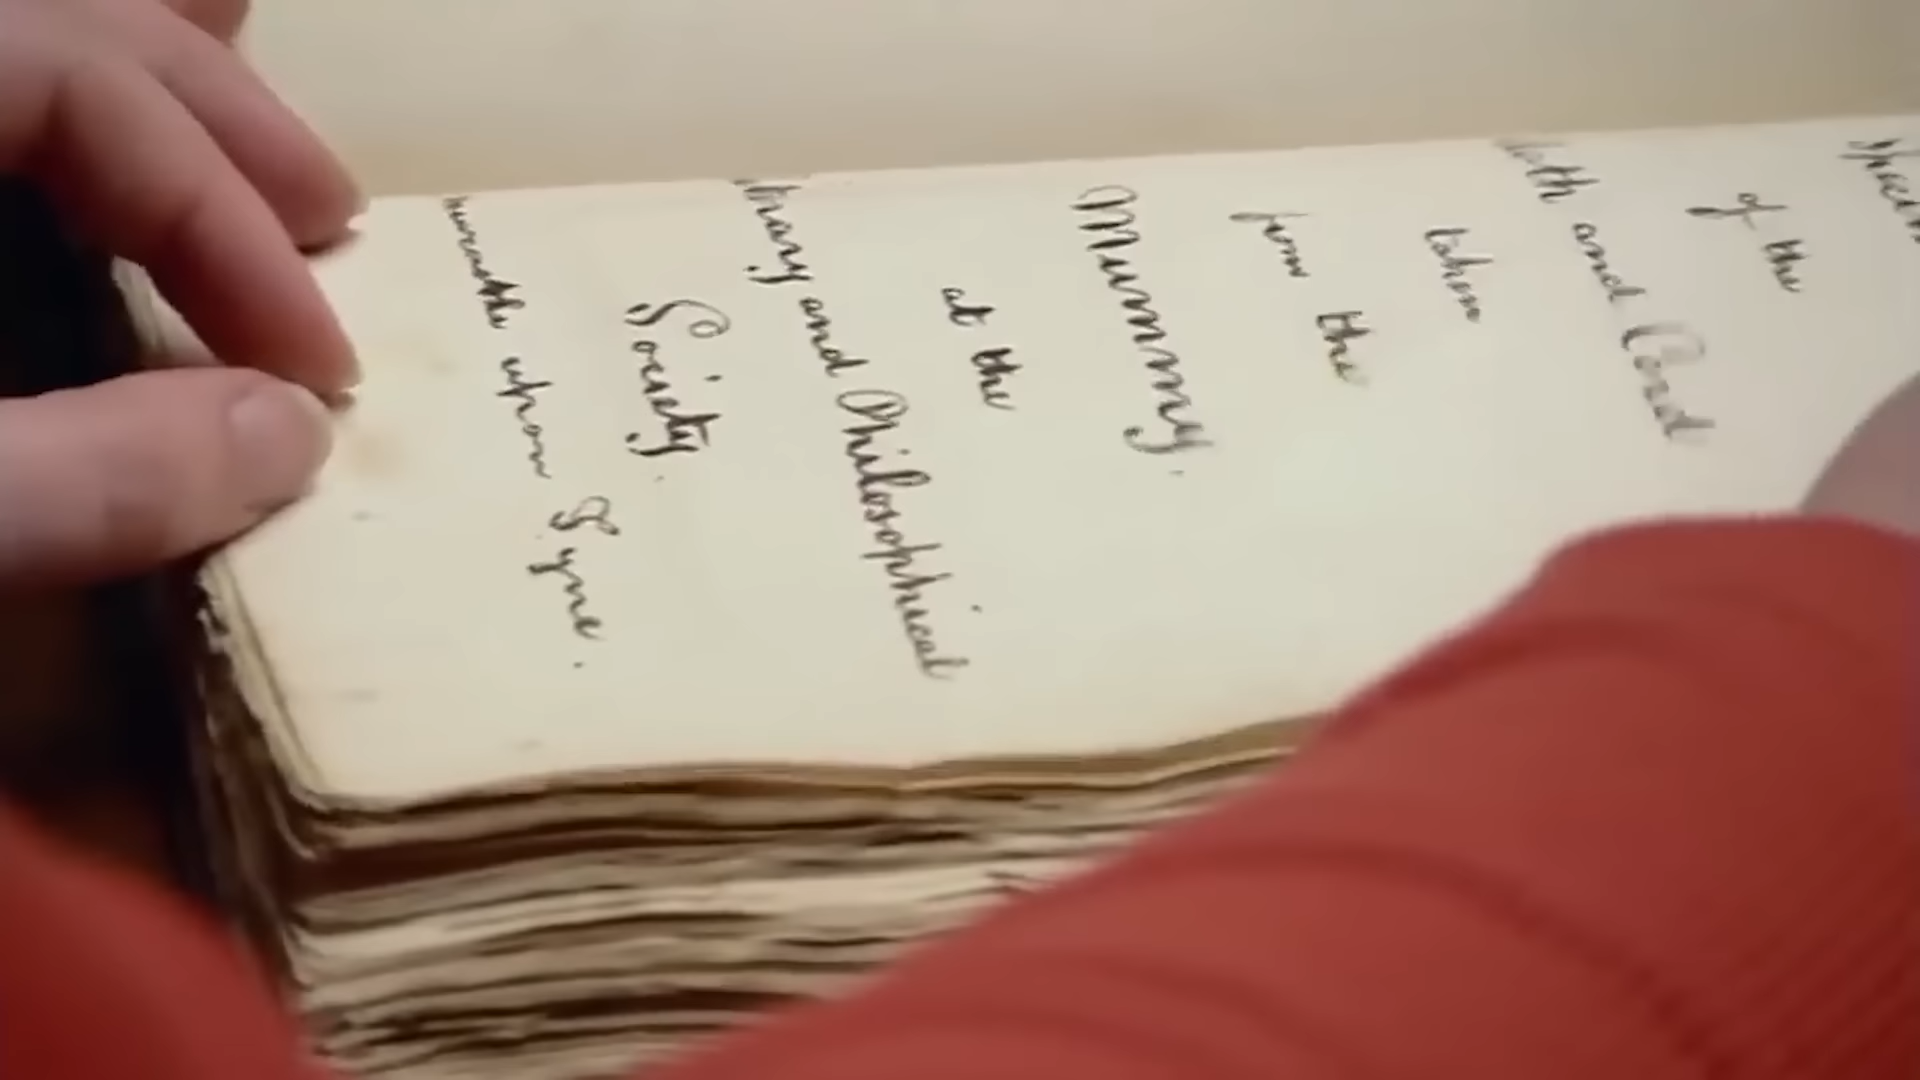 of the
and Cord
taken
from the
Mummy.
at the
and Philosophical
Society.
upon Tyne.